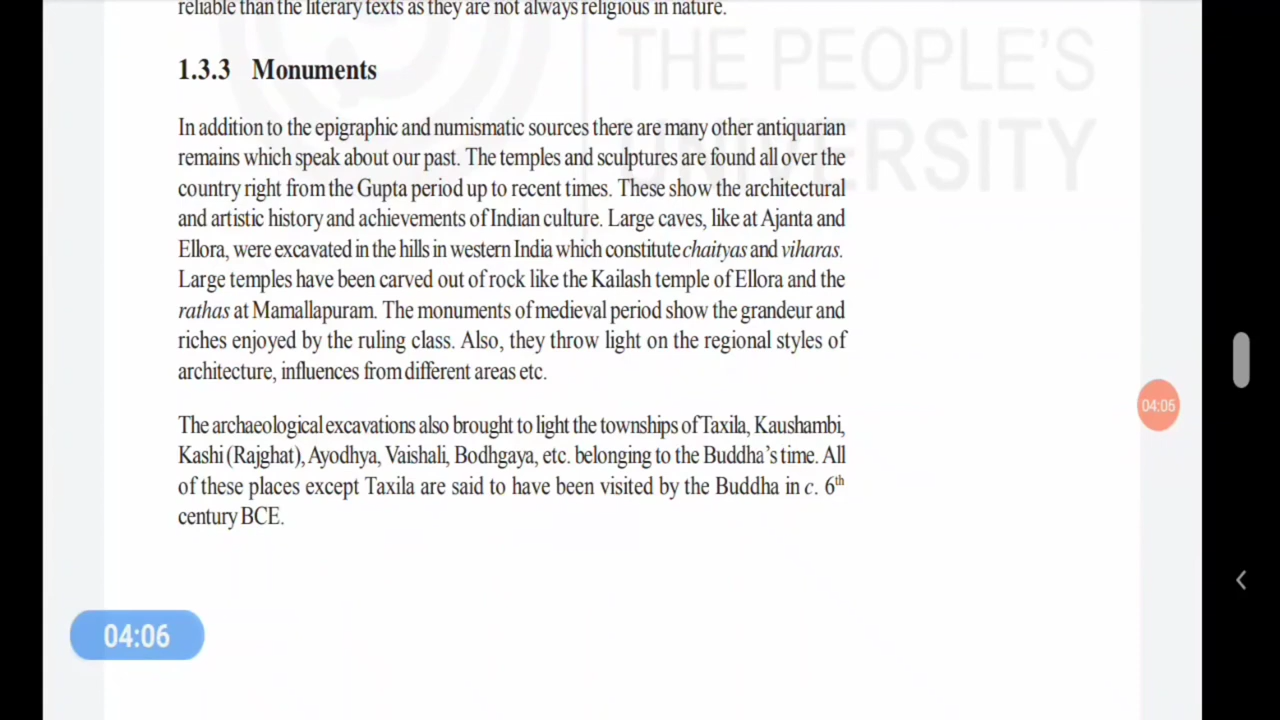 reliable than the literary texts as they are not always religious in nature.
THE PEOPLE'S
UNIVERSITY
1.3.3 Monuments
In addition to the epigraphic and numismatic sources there are many other antiquarian
remains which speak about our past. The temples and sculptures are found all over the
country right from the Gupta period up to recent times. These show the architectural
and artistic history and achievements of Indian culture. Large caves, like at Ajanta and
Ellora, were excavated in the hills in western India which constitute chaityas and viharas.
Large temples have been carved out of rock like the Kailash temple of Ellora and the
rathas at Mamallapuram. The monuments of medieval period show the grandeur and
riches enjoyed by the ruling class. Also, they throw light on the regional styles of
architecture, influences from different areas etc.
The archaeological excavations also brought to light the townships of Taxila, Kaushambi,
Kashi (Rajghat), Ayodhya, Vaishali, Bodhgaya, etc. belonging to the Buddha's time. All
of these places except Taxila are said to have been visited by the Buddha in c. 6th
century BCE.
04:05
04:06